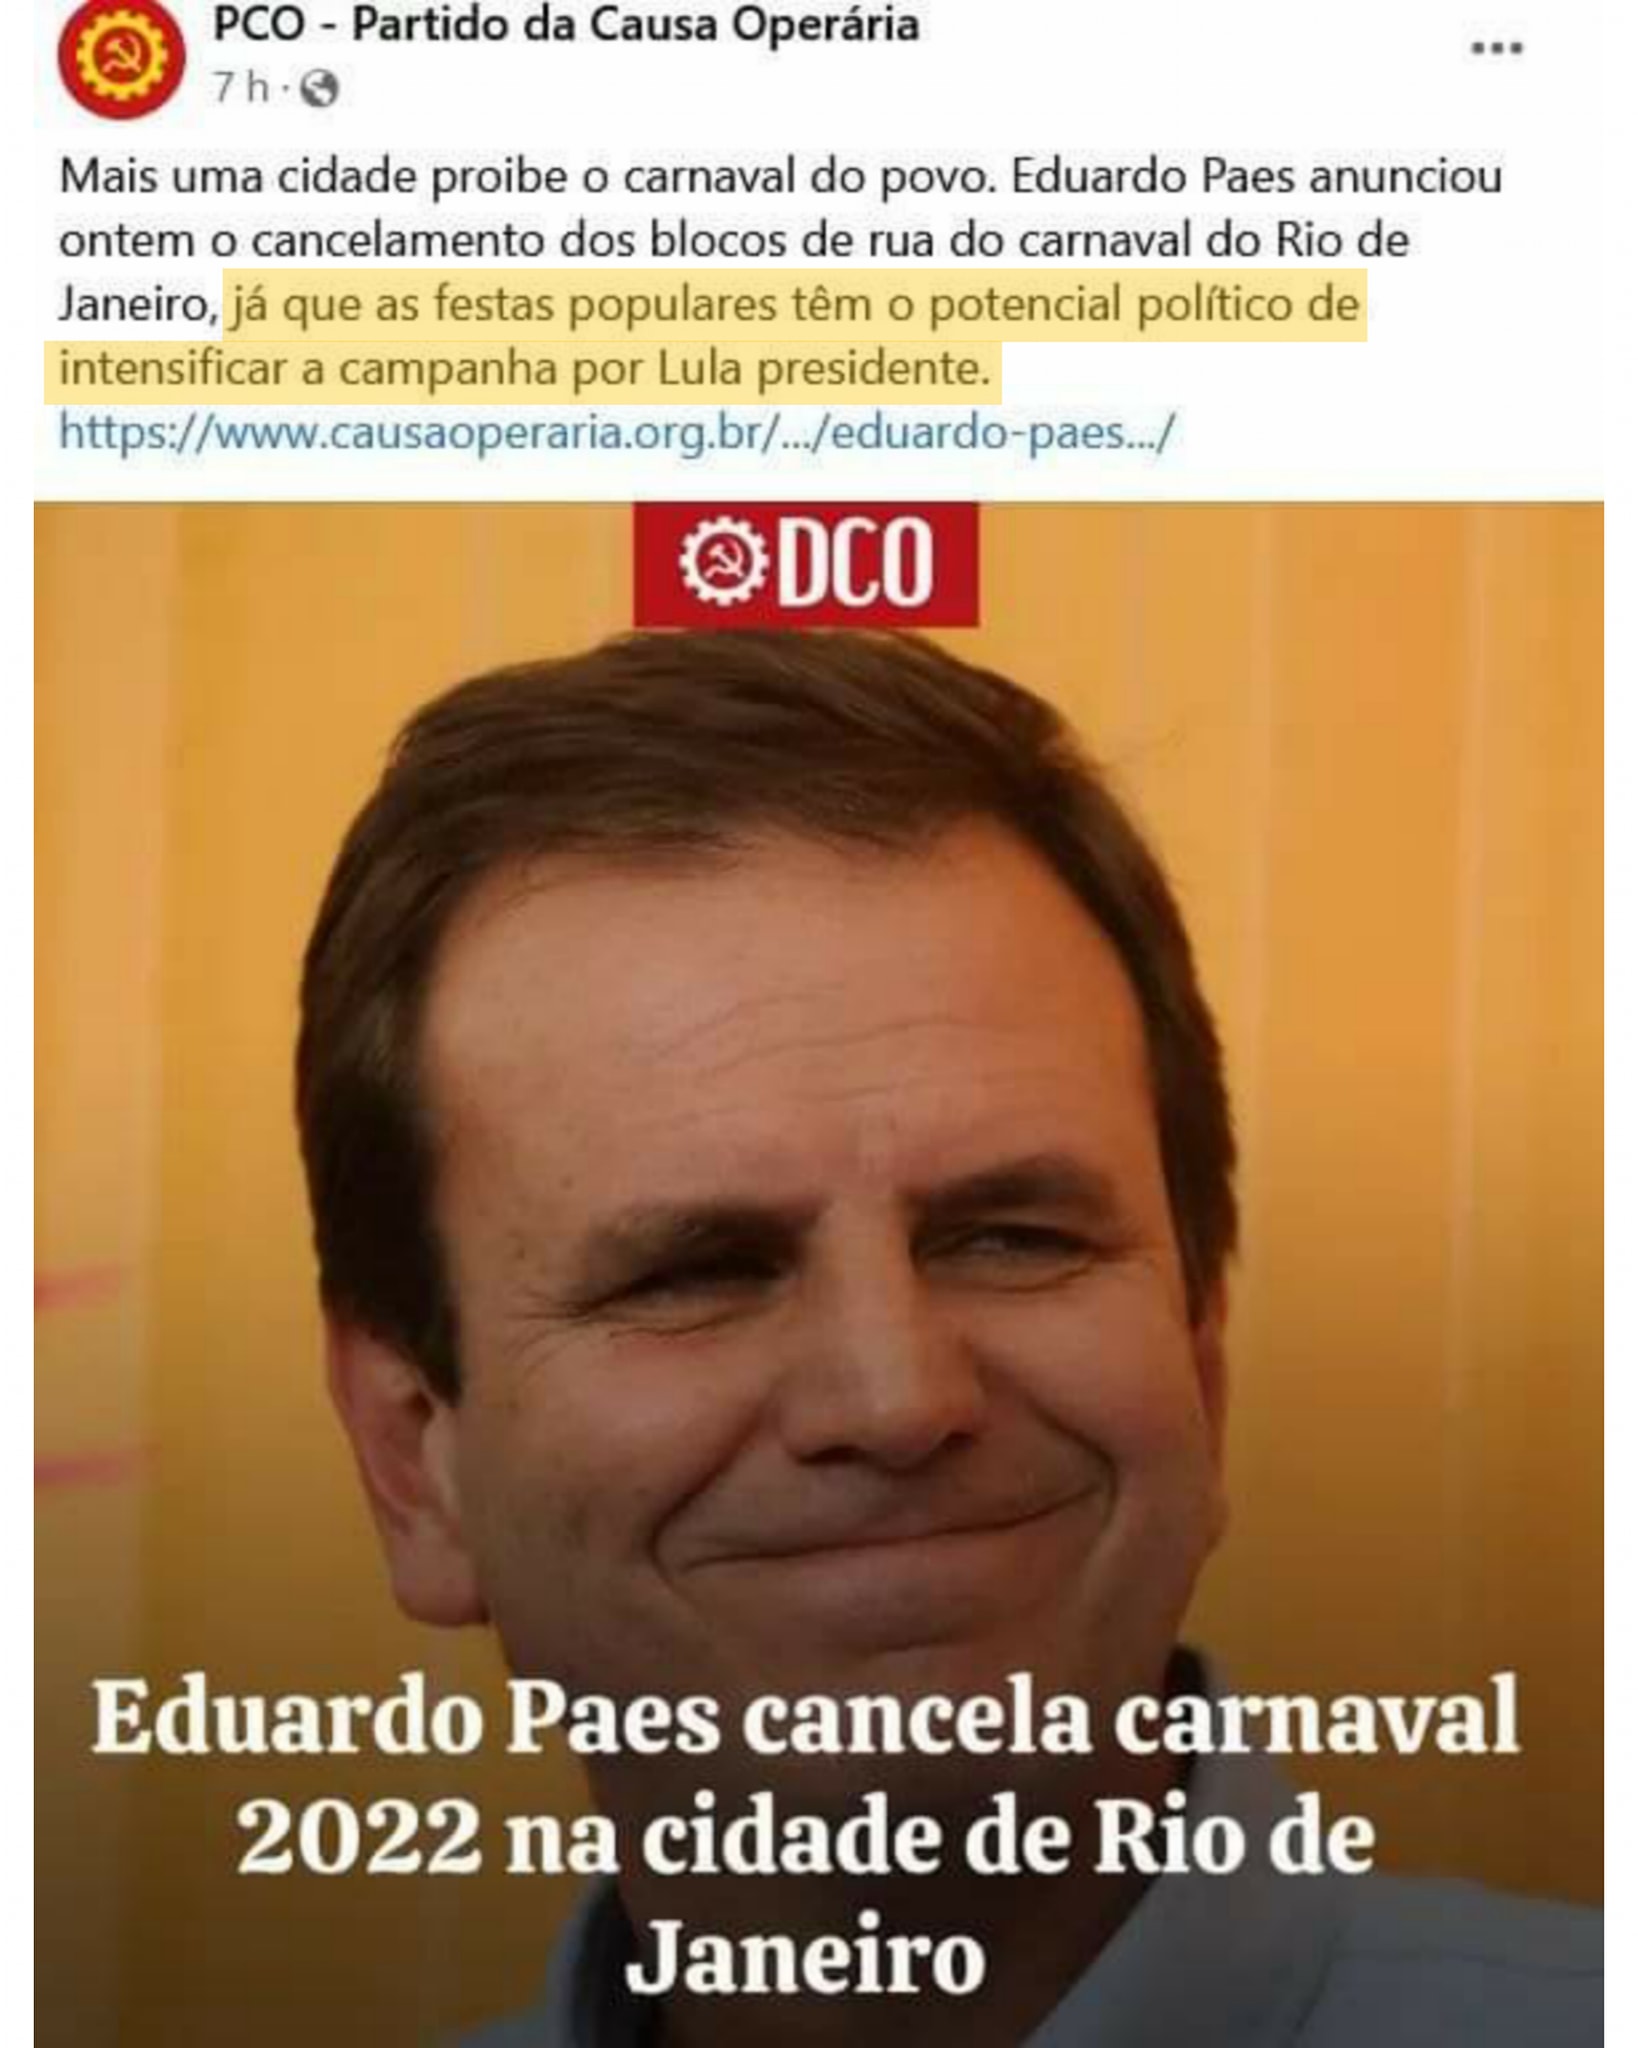 PCO - Partido da Causa Operária
7 h ·
Mais uma cidade proibe o carnaval do povo. Eduardo Paes anunciou
ontem o cancelamento dos blocos de rua do carnaval do Rio de
Janeiro, já que as festas populares têm o potencial político de
intensificar a campanha por Lula presidente.
https://www.causaoperaria.org.br/.../eduardo-paes.../
DCO
Eduardo Paes cancela carnaval
2022 na cidade de Rio de
Janeiro